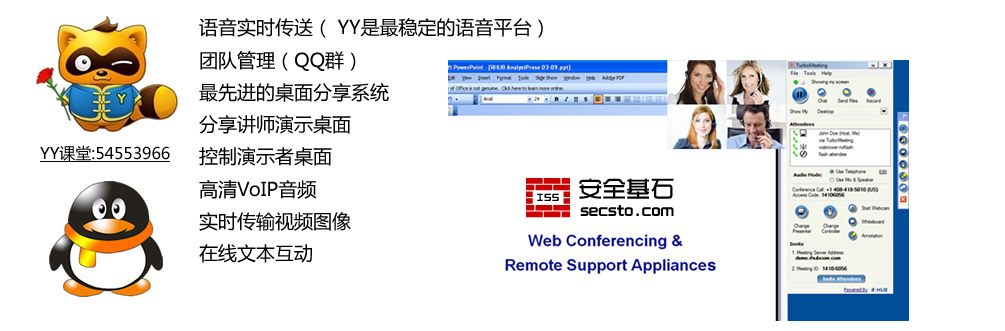 语音实时传送（ YY是最稳定的语音平台）
团队管理（QQ群）
最先进的桌面分享系统
分享讲师演示桌面
控制演示者桌面
高清VoIP音频
实时传输视频图像
在线文本互动
Y
YY课堂:54553966
ft PowerPoint - [RHUB AnalystPress 03 09.ppt]
Edit View Insert Format Tools Slide Show Window Help Adobe PDF
of Office is not genuine. Click here to learn more online.
Arial 24 B I U S
ISS 安全基石
secsto.com
Web Conferencing &
Remote Support Appliances
TurboMeeting
File Tools Help
Showing my screen
Chat Send Files Record
Show My Desktop
Attendees
John Doe (Host, Me)
via TurboMeeting
viabrower noflash
flash attendee
Audio Mode: Use Telephone Edit
Use Mic & Speaker
Conference Call: +1 408-418-5010 (US)
Access Code: 14106056
Change Presenter
Change Controller
Start Webcam
Whiteboard
Annotation
Invite
1. Meeting Server Address:
demo.rhubcom.com
2. Meeting ID: 1410-6056
Invite Attendees
Powered By R-HUB